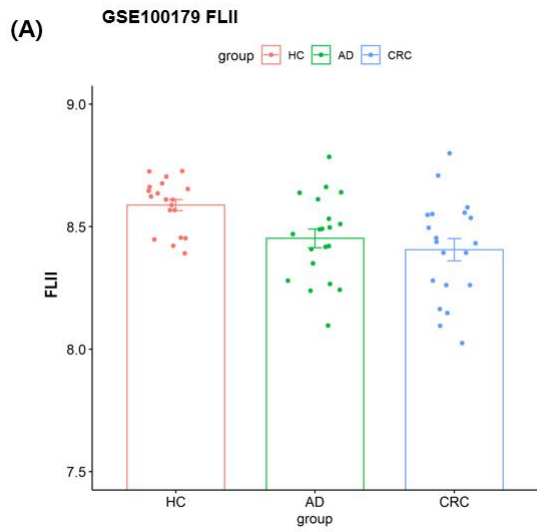 (A)
GSE100179 FLII
group HC AD CRC
9.0
8.5
8.0
7.5
FLII
HC AD CRC
group